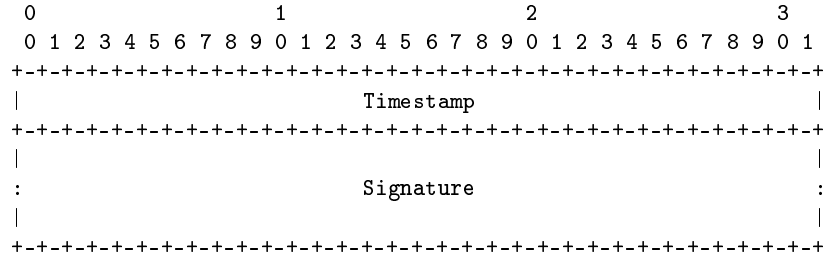 0                   1                   2                   3
 0 1 2 3 4 5 6 7 8 9 0 1 2 3 4 5 6 7 8 9 0 1 2 3 4 5 6 7 8 9 0 1
+-+-+-+-+-+-+-+-+-+-+-+-+-+-+-+-+-+-+-+-+-+-+-+-+-+-+-+-+-+-+-+-+
|                           Timestamp                           |
+-+-+-+-+-+-+-+-+-+-+-+-+-+-+-+-+-+-+-+-+-+-+-+-+-+-+-+-+-+-+-+-+
|                                                               |
:                           Signature                           :
|                                                               |
+-+-+-+-+-+-+-+-+-+-+-+-+-+-+-+-+-+-+-+-+-+-+-+-+-+-+-+-+-+-+-+-+